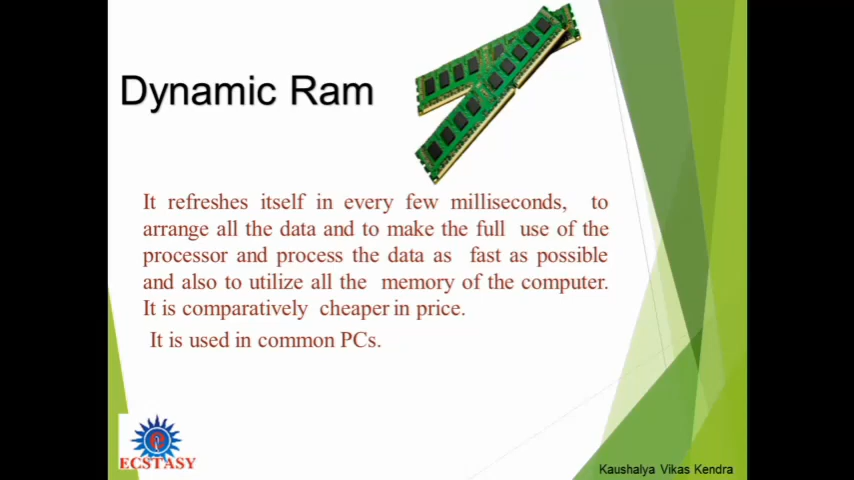 Dynamic Ram
It refreshes itself in every few milliseconds, to
arrange all the data and to make the full use of the
processor and process the data as fast as possible
and also to utilize all the memory of the computer.
It is comparatively cheaper in price.
It is used in common PCs.
ECSTASY
Kaushalya Vikas Kendra